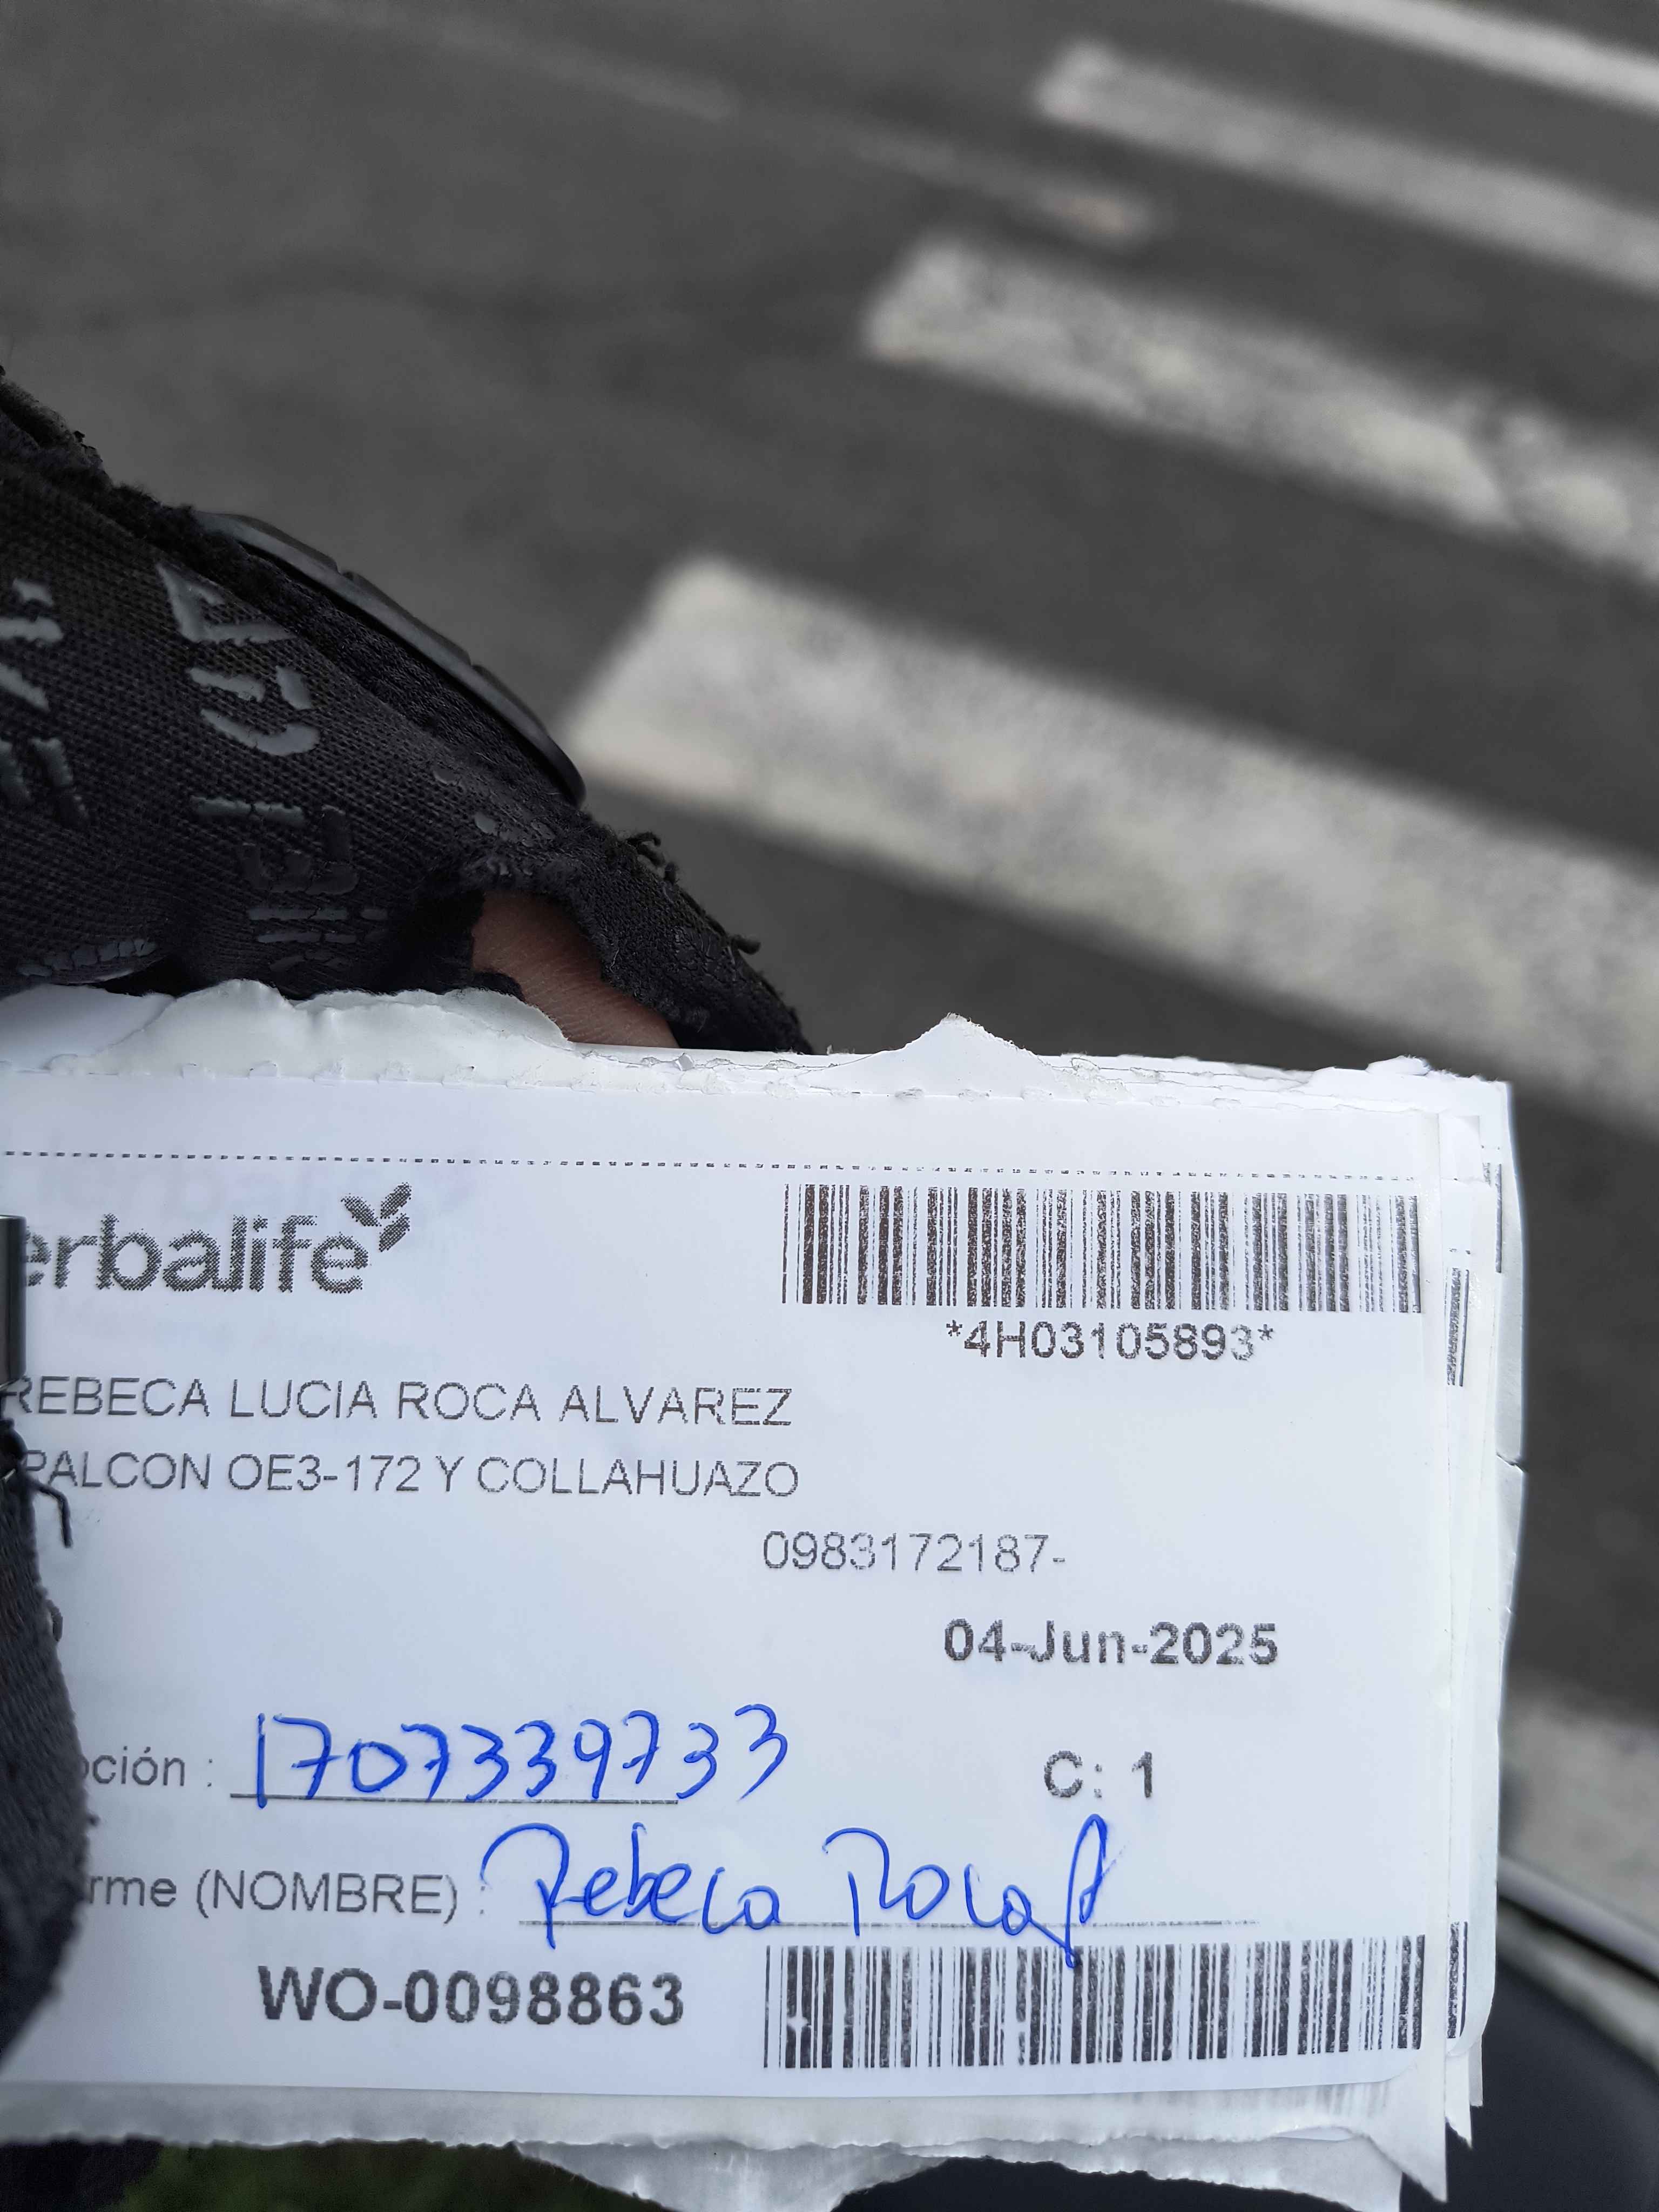 erbalife
*4H03105893*
REBECA LUCIA ROCA ALVAREZ
PALCON OE3-172 Y COLLAHUAZO
0983172187-
04-Jun-2025
pción : 1707339733
C: 1
rme (NOMBRE) : Rebeca Roca
WO-0098863